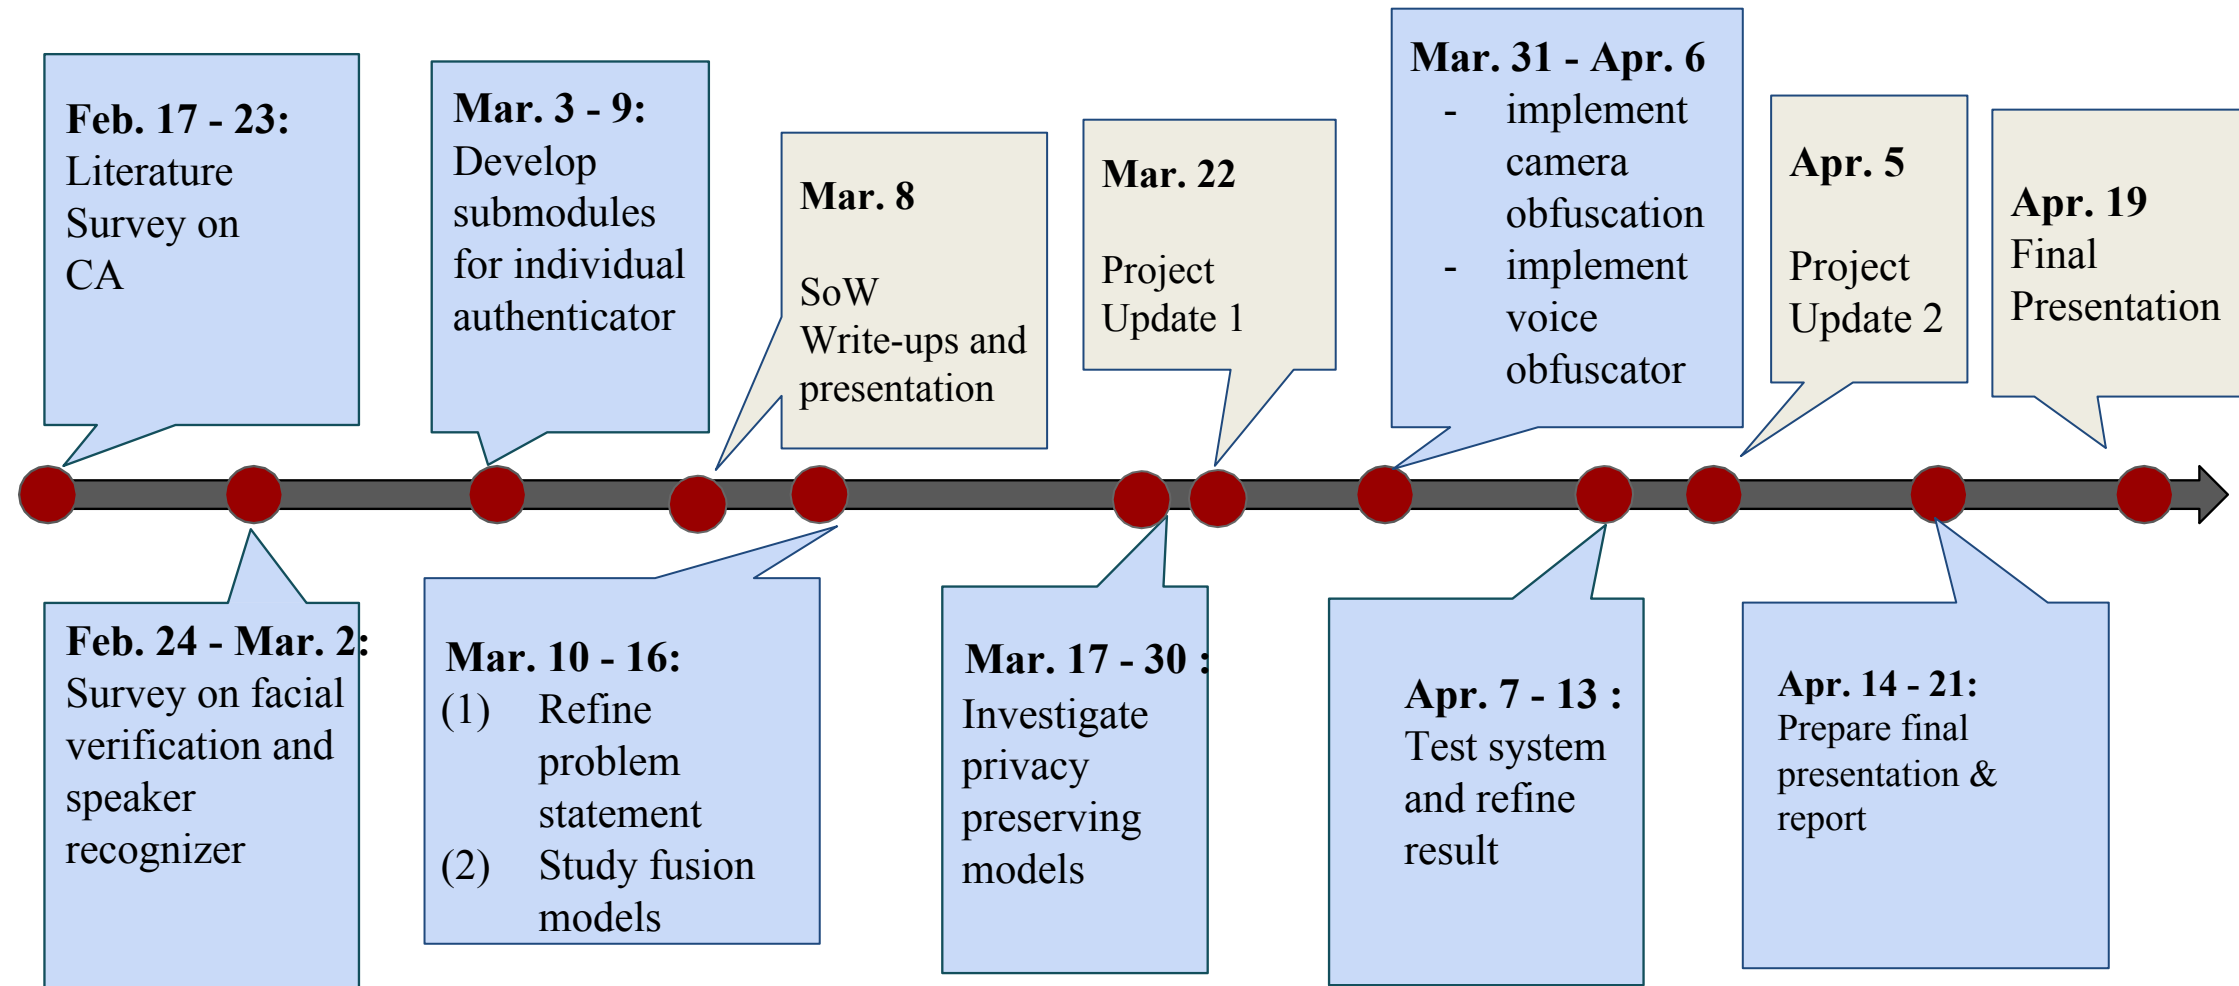 Feb. 17 - 23:
Literature
Survey on
CA
Mar. 3 - 9:
Develop
submodules
for individual
authenticator
Mar. 8
SoW
Write-ups and
presentation
Mar. 22
Project
Update 1
Mar. 31 - Apr. 6
- implement
camera
obfuscation
- implement
voice
obfuscator
Apr. 5
Project
Update 2
Apr. 19
Final
Presentation
Feb. 24 - Mar. 2:
Survey on facial
verification and
speaker
recognizer
Mar. 10 - 16:
(1) Refine
problem
statement
(2) Study fusion
models
Mar. 17 - 30 :
Investigate
privacy
preserving
models
Apr. 7 - 13 :
Test system
and refine
result
Apr. 14 - 21:
Prepare final
presentation &
report